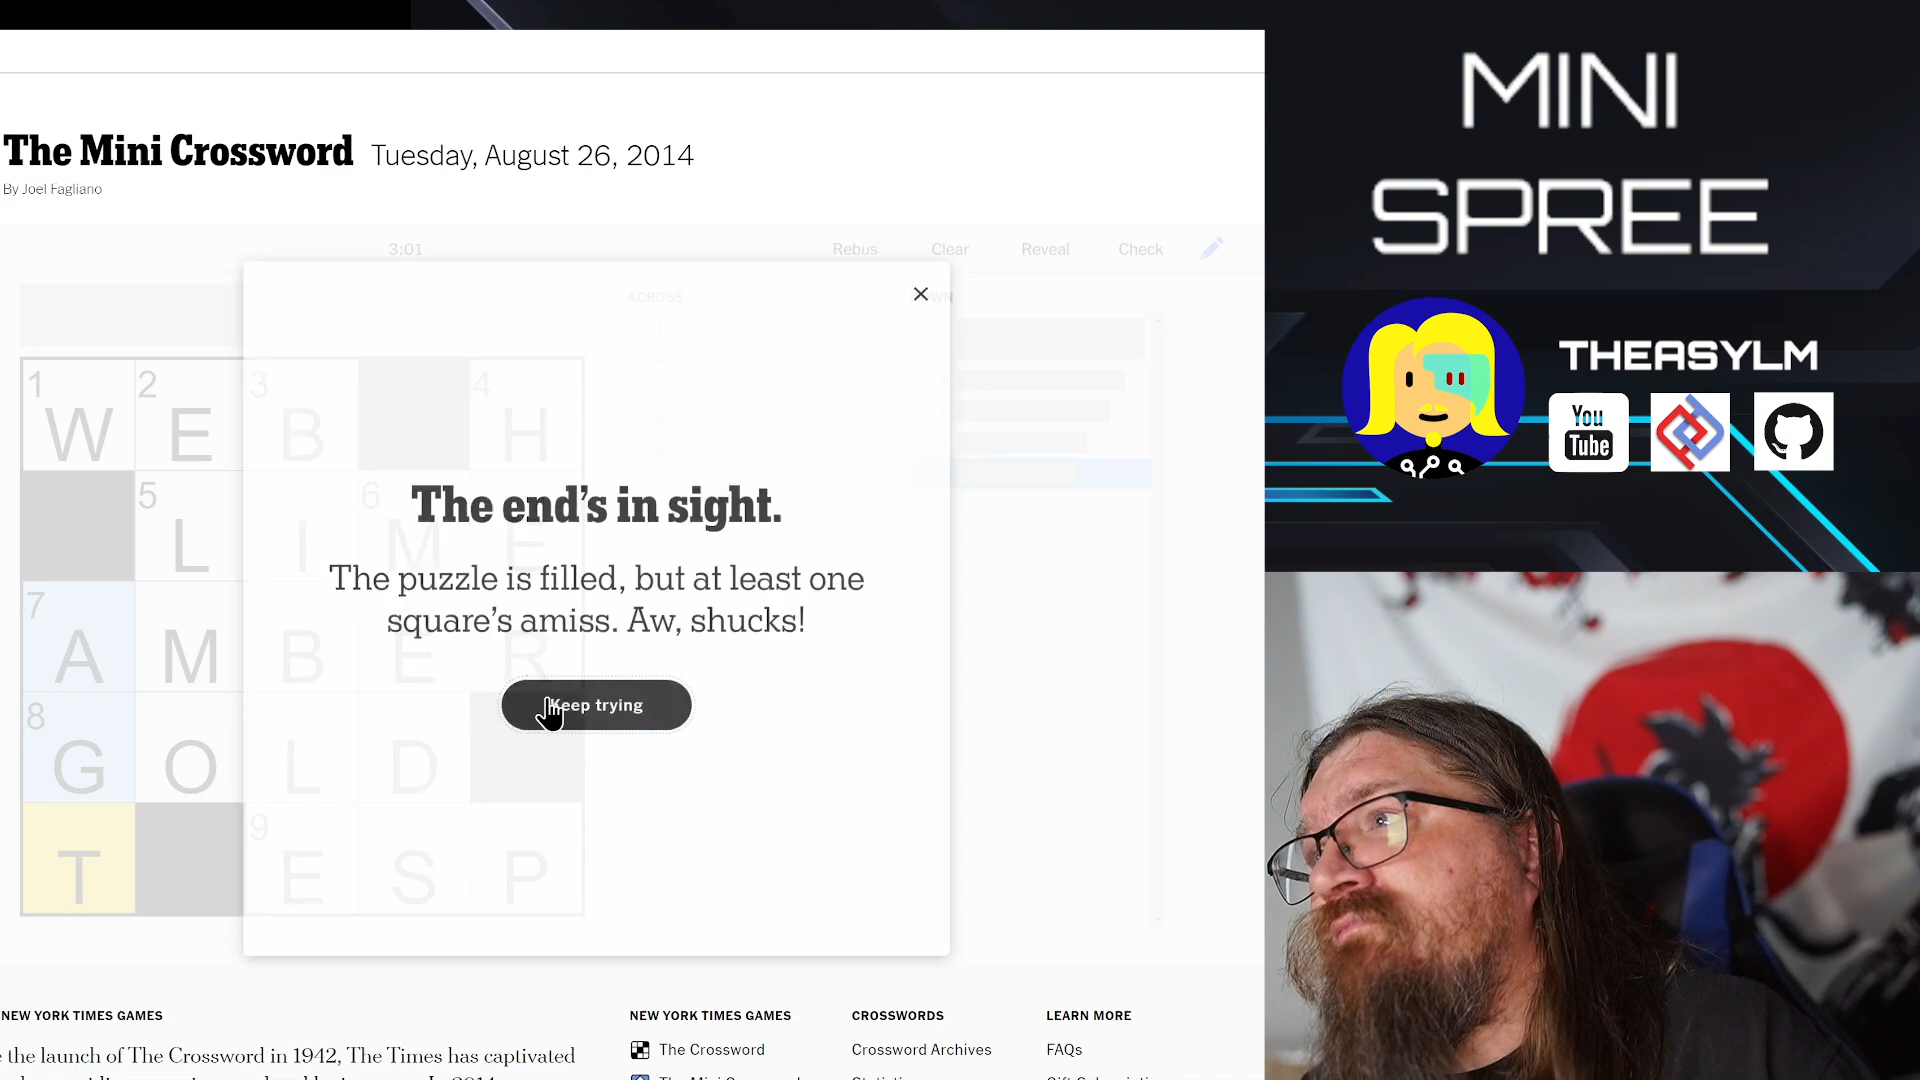 MINI
SPREE
The Mini Crossword Tuesday, August 26, 2014
By Joel Fagliano
3:01
Rebus Clear Reveal Check
ACROSS
The end's in sight.
The puzzle is filled, but at least one
square's amiss. Aw, shucks!
Keep trying
1 W 2 E 3 B 4 H
5 L I 6 M E
7 A M B E R
8 G O L D
T 9 E S P
THEASYLM
You
Tube
NEW YORK TIMES GAMES
the launch of The Crossword in 1942, The Times has captivated
NEW YORK TIMES GAMES
The Crossword
CROSSWORDS
Crossword Archives
LEARN MORE
FAQs